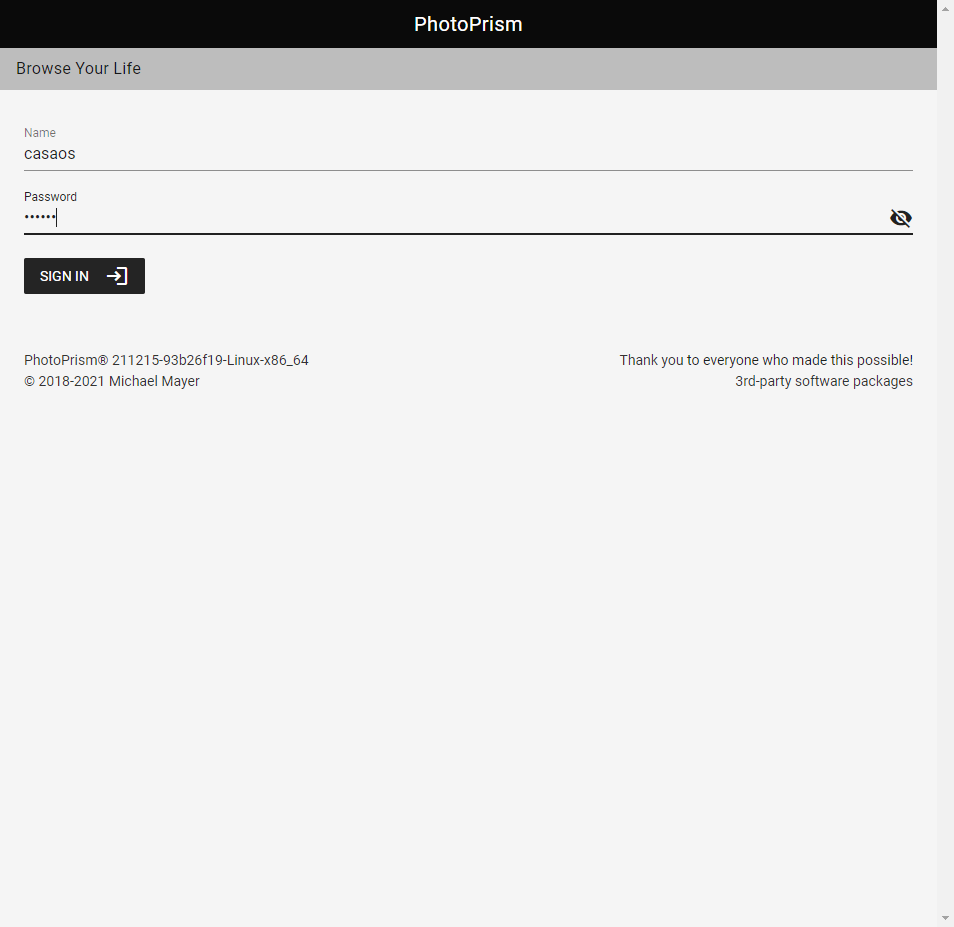 PhotoPrism
Browse Your Life
Name
casaos
Password
••••••
SIGN IN
PhotoPrism® 211215-93b26f19-Linux-x86_64
Thank you to everyone who made this possible!
© 2018-2021 Michael Mayer
3rd-party software packages